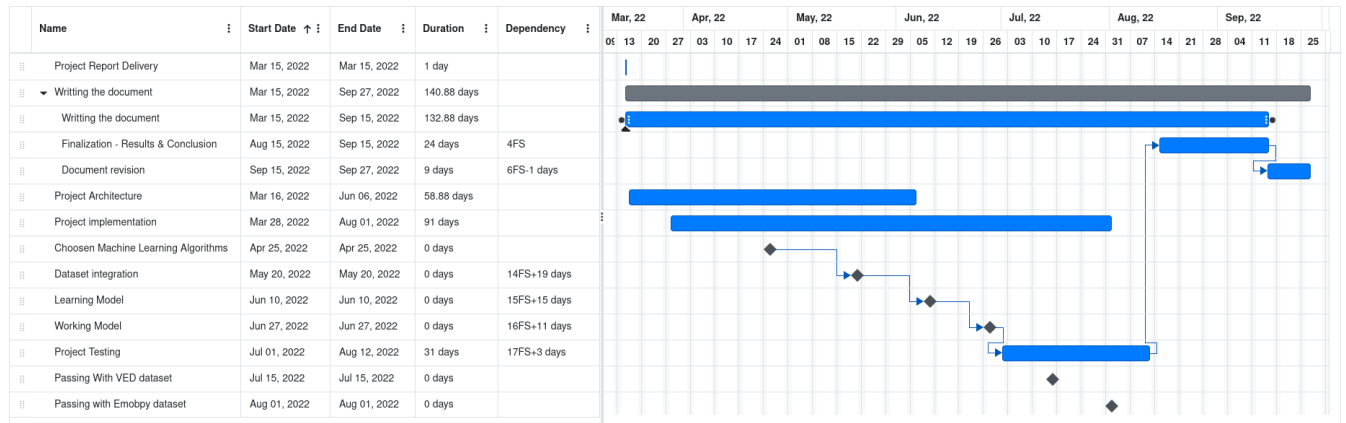 Name Start Date End Date Duration Dependency
Mar, 22 Apr, 22 May, 22 Jun, 22 Jul, 22 Aug, 22 Sep, 22
13 20 27 03 10 17 24 01 08 15 22 29 05 12 19 26 03 10 17 24 31 07 14 21 28 04 11 18 25
Project Report Delivery Mar 15, 2022 Mar 15, 2022 1 day
Writting the document Mar 15, 2022 Sep 27, 2022 140.88 days
Writting the document Mar 15, 2022 Sep 15, 2022 132.88 days
Finalization - Results & Conclusion Aug 15, 2022 Sep 15, 2022 24 days 4FS
Document revision Sep 15, 2022 Sep 27, 2022 9 days 6FS-1 days
Project Architecture Mar 16, 2022 Jun 06, 2022 58.88 days
Project implementation Mar 28, 2022 Aug 01, 2022 91 days
Choosen Machine Learning Algorithms Apr 25, 2022 Apr 25, 2022 0 days
Dataset integration May 20, 2022 May 20, 2022 0 days 14FS+19 days
Learning Model Jun 10, 2022 Jun 10, 2022 0 days 15FS+15 days
Working Model Jun 27, 2022 Jun 27, 2022 0 days 16FS+11 days
Project Testing Jul 01, 2022 Aug 12, 2022 31 days 17FS+3 days
Passing With VED dataset Jul 15, 2022 Jul 15, 2022 0 days
Passing with Emobpy dataset Aug 01, 2022 Aug 01, 2022 0 days